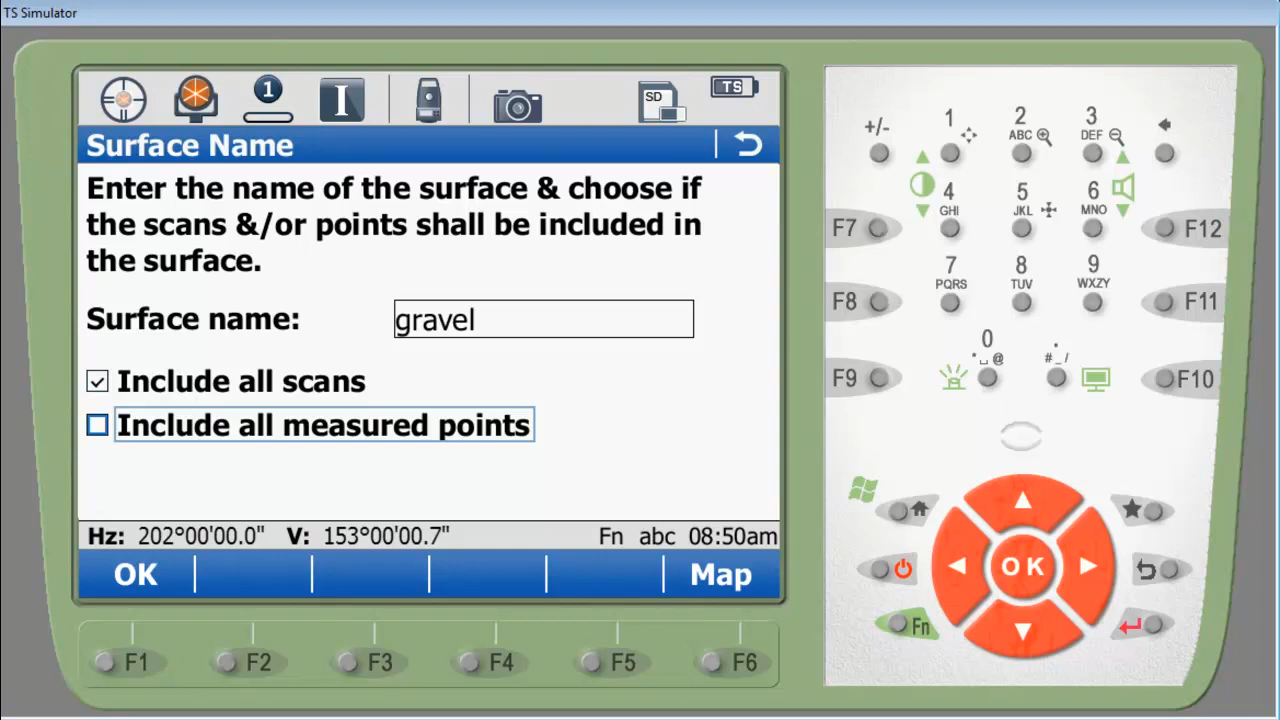 TS Simulator
1
I
SD
TS
Surface Name
Enter the name of the surface & choose if
the scans &/or points shall be included in
the surface.
Surface name: gravel
Include all scans
Include all measured points
Hz: 202°00'00.0" V: 153°00'00.7" Fn abc 08:50am
OK Map
F1 F2 F3 F4 F5 F6
+/- 1 2 3
ABC DEF
4 5 6
GHI JKL MNO
F7 F12
7 8 9
PQRS TUV WXZY
F8 F11
0 .
*␣@ #_/
F9 F10
OK
Fn